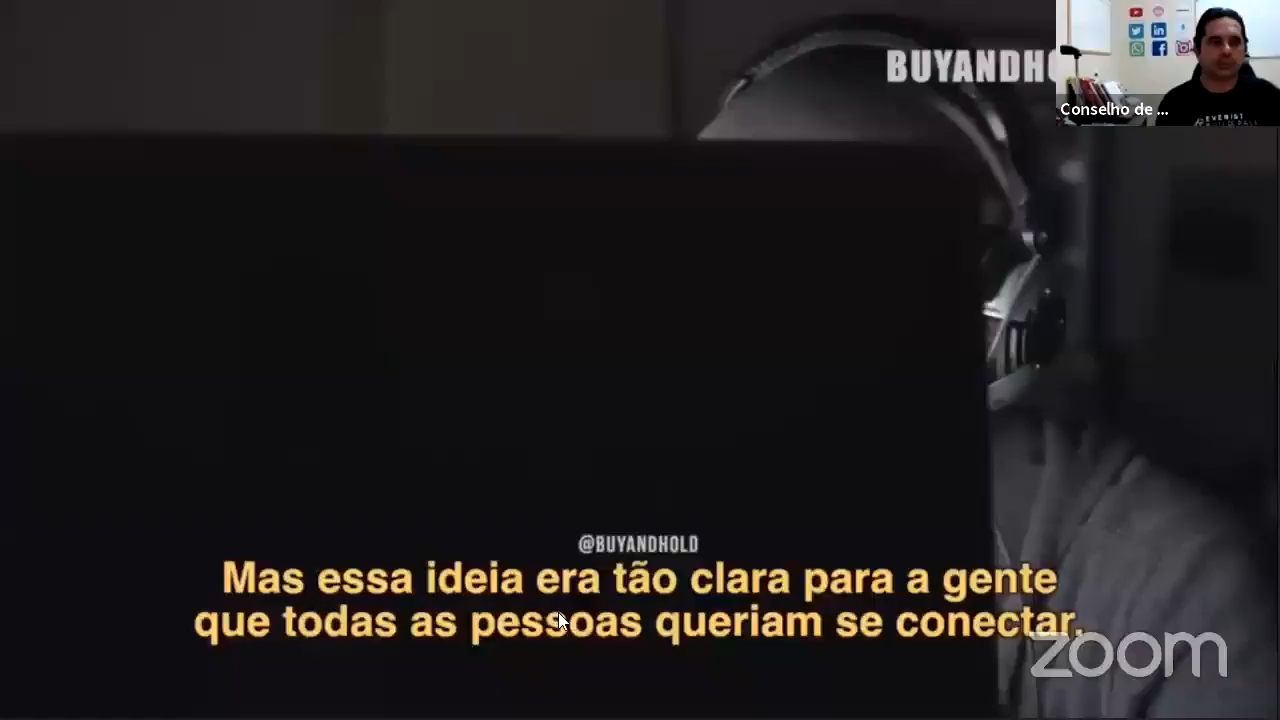 BUYANDHO
Conselho de ...
@BUYANDHOLD
Mas essa ideia era tão clara para a gente
que todas as pessoas queriam se conectar.
zoom